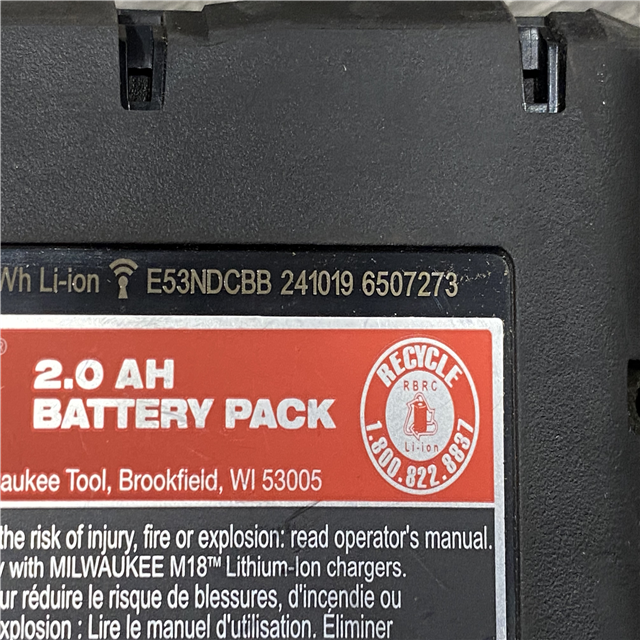 Wh Li-ion E53NDCBB 241019 6507273
®
2.0 AH
BATTERY PACK
RECYCLE
RBRC
Li-ion
1.800.822.8837
aukee Tool, Brookfield, WI 53005
the risk of injury, fire or explosion: read operator's manual.
y with MILWAUKEE M18™ Lithium-Ion chargers.
ur réduire le risque de blessures, d'incendie ou
xplosion : Lire le manuel d'utilisation. Éliminer